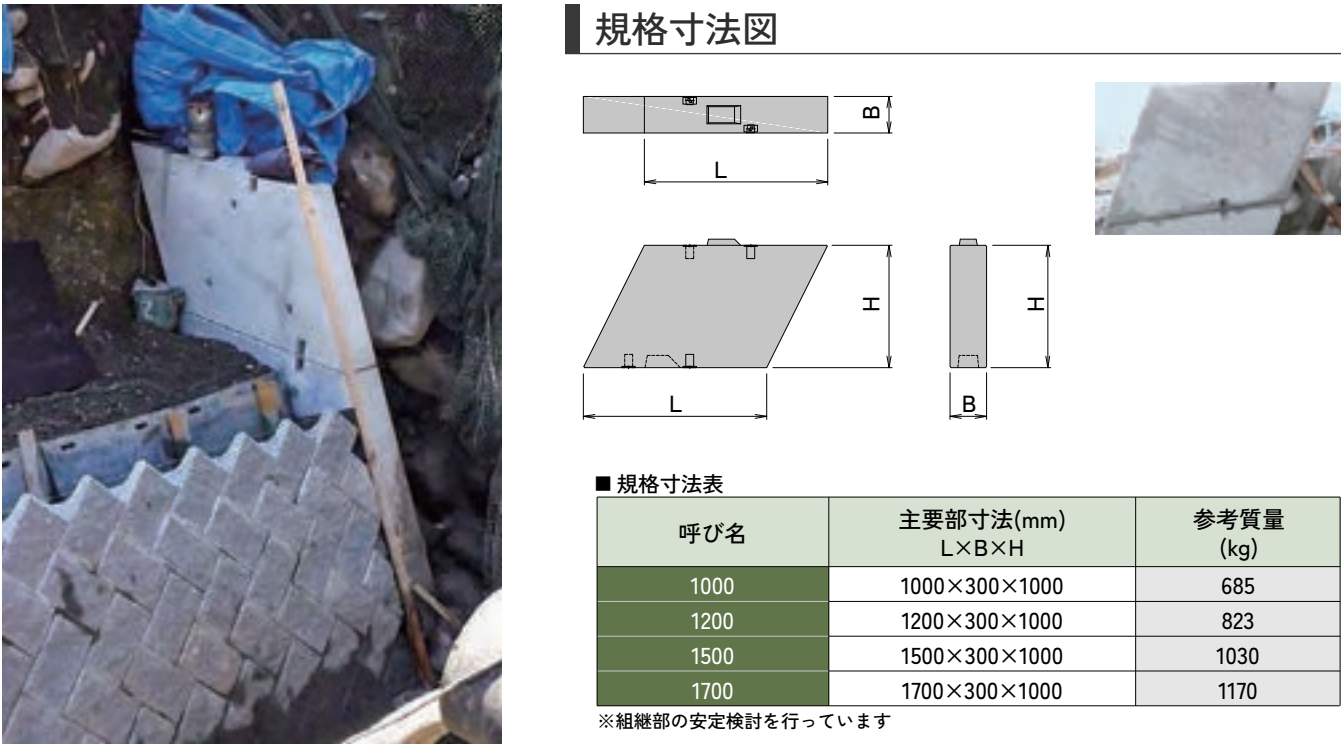 規格寸法図
B
L
H
H
L
B
■ 規格寸法表
呼び名 主要部寸法(mm) 参考質量
L×B×H (kg)
1000 1000×300×1000 685
1200 1200×300×1000 823
1500 1500×300×1000 1030
1700 1700×300×1000 1170
※組継部の安定検討を行っています